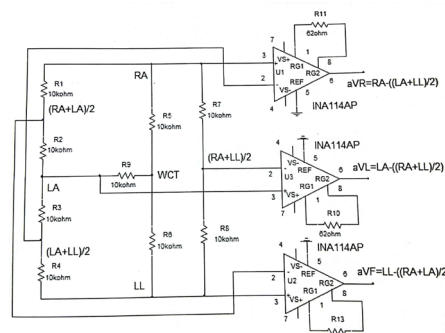 R11
62ohm
7
VS+
RG1
1
8
3
RG2
U1
6
2
REF
VS-
5
4
aVR=RA-((LA+LL)/2)
INA114AP
R1
10kohm
RA
(RA+LA)/2
R5
10kohm
R7
10kohm
R2
10kohm
R9
10kohm
WCT
(RA+LL)/2
LA
4
VS-
REF
5
2
RG2
6
U3
RG1
8
3
VS+
1
7
INA114AP
aVL=LA-((RA+LL)/2)
R10
62ohm
R3
10kohm
(LA+LL)/2
R4
10kohm
R6
10kohm
R8
10kohm
LL
4
VS-
REF
5
2
RG2
6
U2
RG1
8
3
VS+
1
7
INA114AP
aVF=LL-((RA+LA)/2
R13